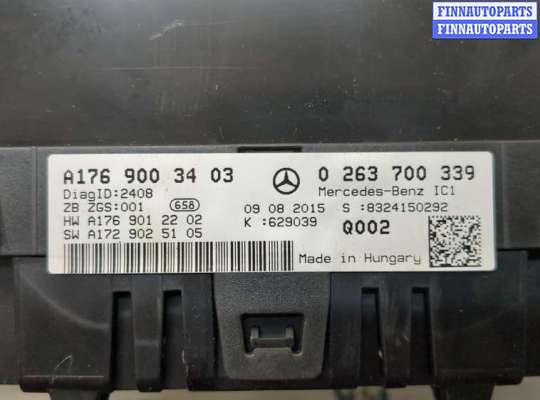 FINNAUTOPARTS
FINNAUTOPARTS
A176 900 34 03
0 263 700 339
DiagID:2408
Mercedes-Benz IC1
ZB ZGS:001
658
09 08 2015
S :8324150292
HW A176 901 22 02
K :629039
Q002
SW A172 902 51 05
Made in Hungary